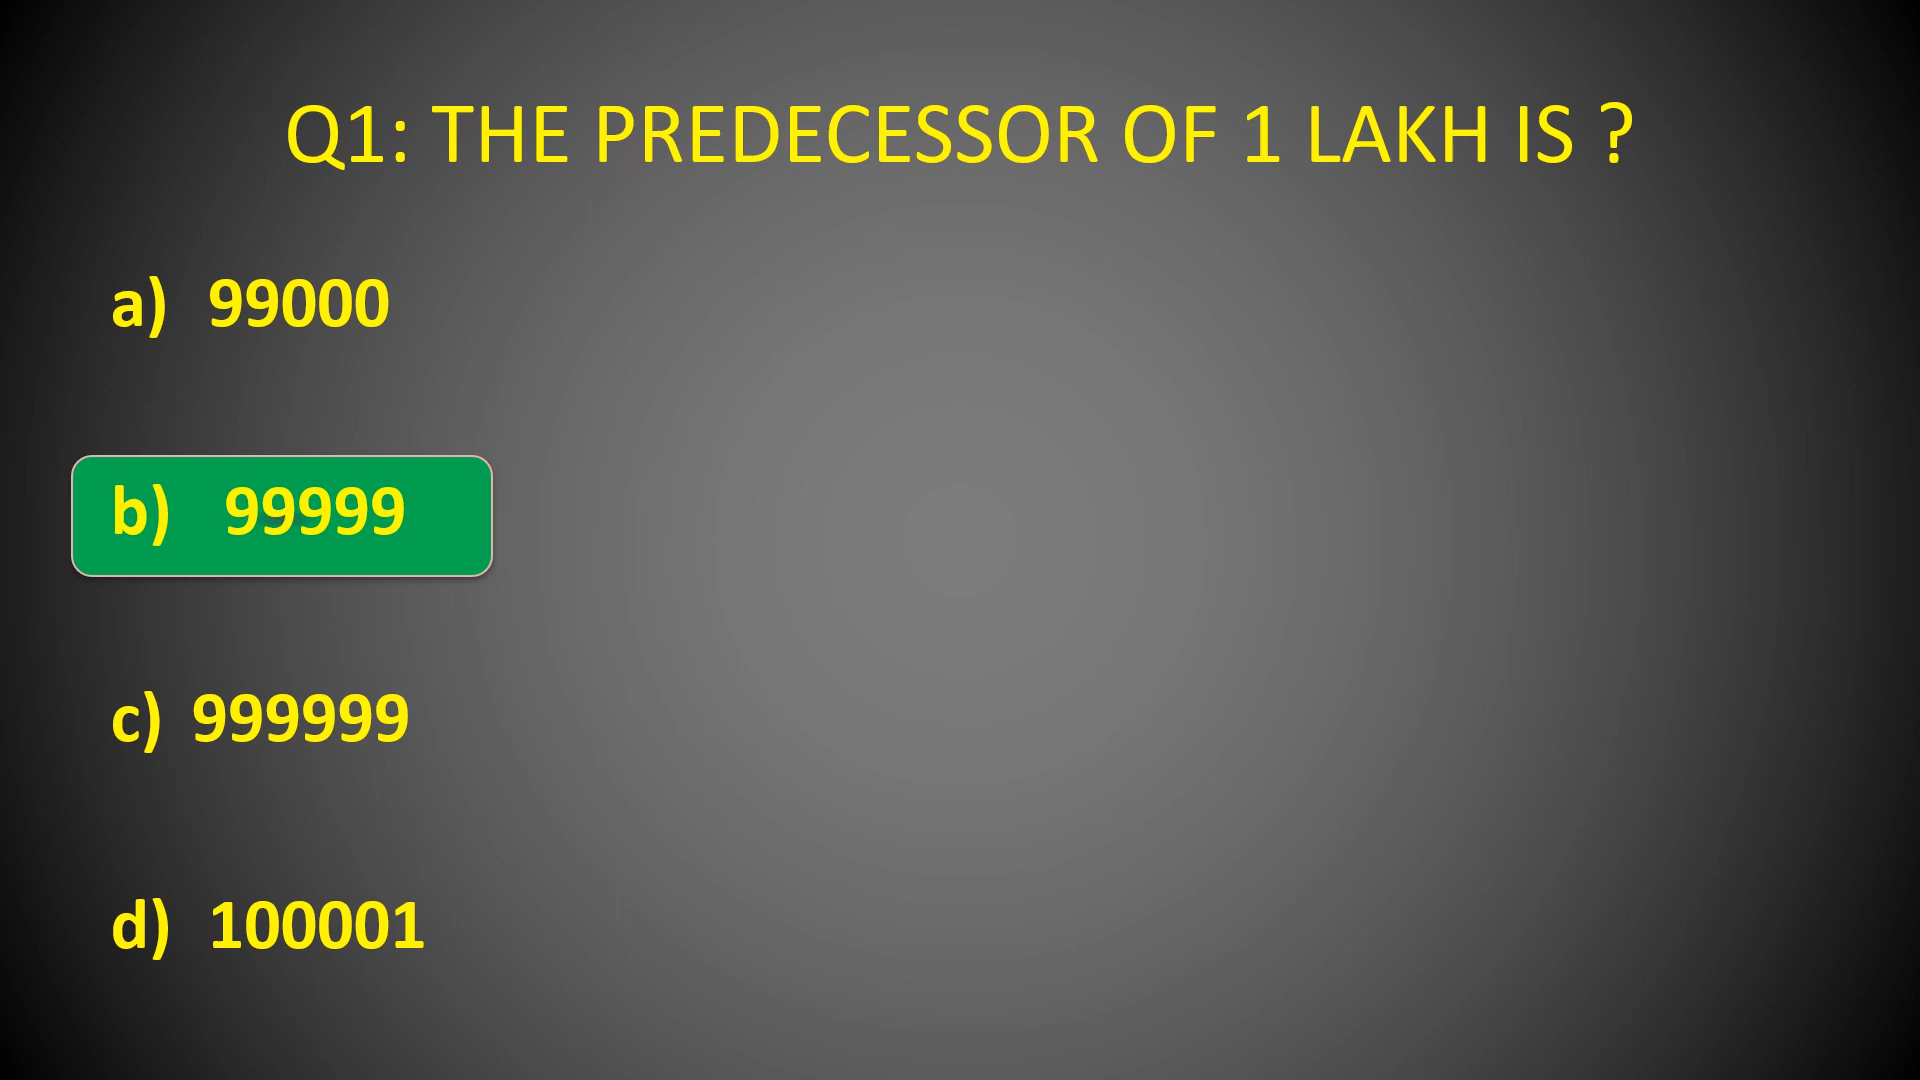 Q1: THE PREDECESSOR OF 1 LAKH IS ?
a) 99000
b) 99999
c) 999999
d) 100001